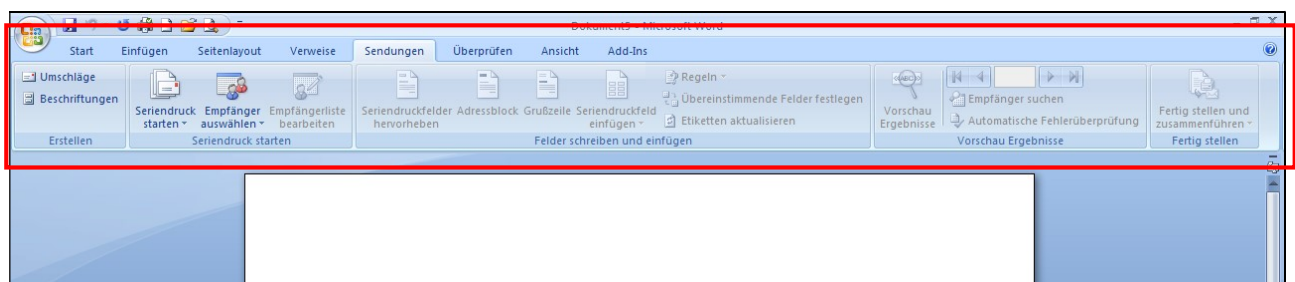 Dokument5 - Microsoft Word
Start Einfügen Seitenlayout Verweise Sendungen Überprüfen Ansicht Add-Ins
Umschläge
Beschriftungen
Erstellen
Seriendruck
starten
Empfänger
auswählen
Empfängerliste
bearbeiten
Seriendruck starten
Seriendruckfelder
hervorheben
Adressblock
Grußzeile
Seriendruckfeld
einfügen
Regeln
Übereinstimmende Felder festlegen
Etiketten aktualisieren
Felder schreiben und einfügen
Vorschau
Ergebnisse
ABC
Empfänger suchen
Automatische Fehlerüberprüfung
Vorschau Ergebnisse
Fertig stellen und
zusammenführen
Fertig stellen